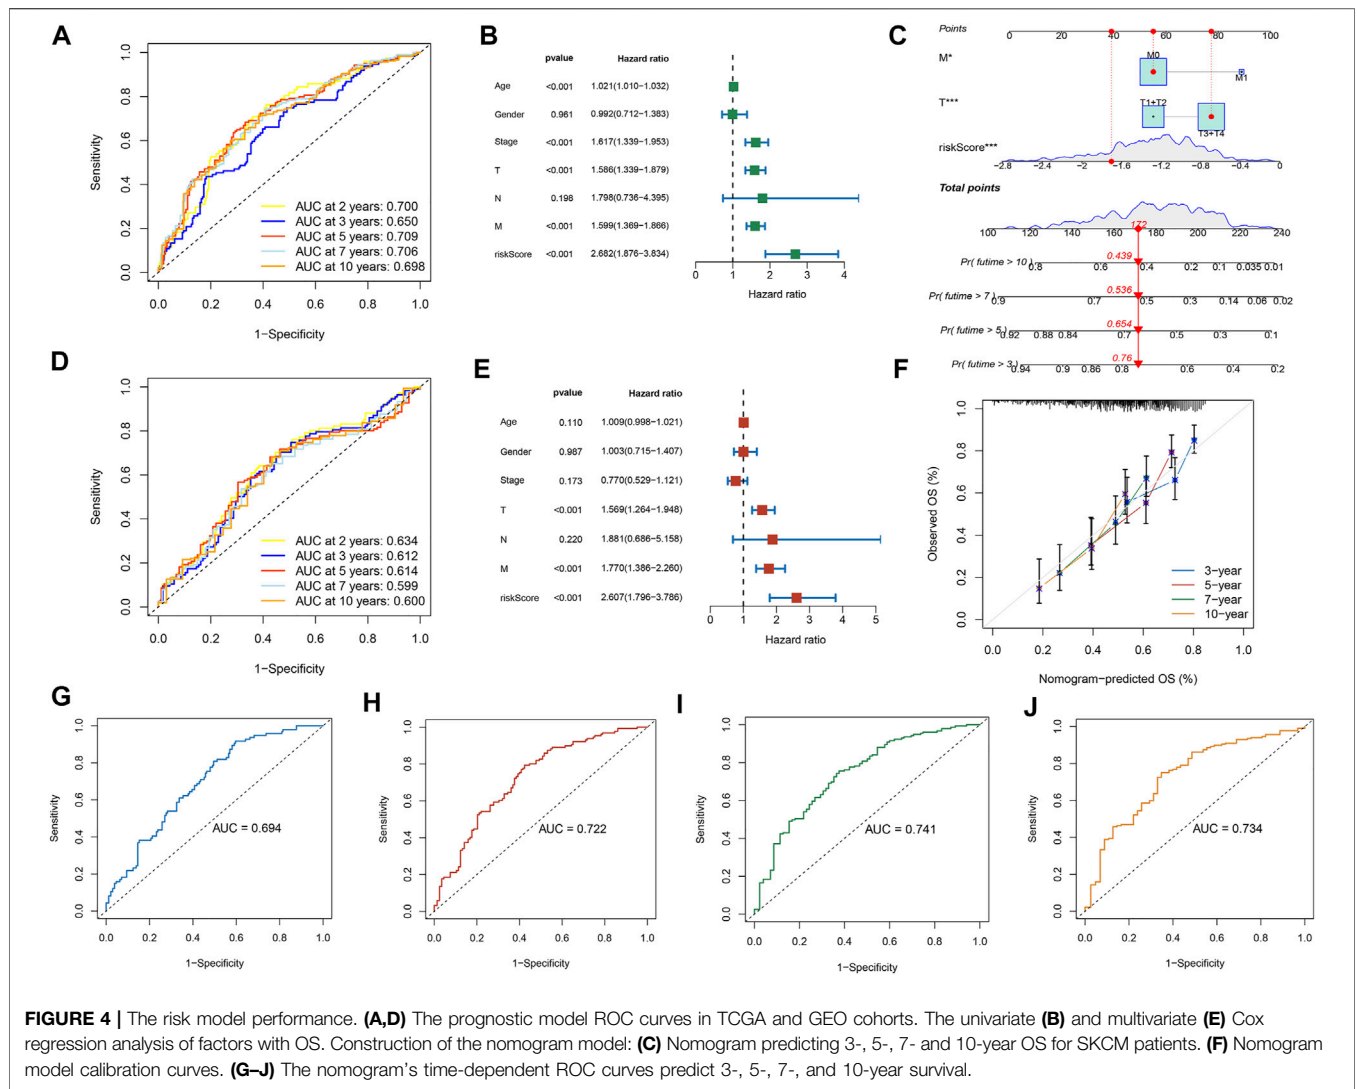 A
Sensitivity
0.0 0.2 0.4 0.6 0.8 1.0
AUC at 2 years: 0.700
AUC at 3 years: 0.650
AUC at 5 years: 0.709
AUC at 7 years: 0.706
AUC at 10 years: 0.698
0.0 0.2 0.4 0.6 0.8 1.0
1−Specificity
B
pvalue Hazard ratio
Age <0.001 1.021(1.010−1.032)
Gender 0.961 0.992(0.712−1.383)
Stage <0.001 1.617(1.339−1.953)
T <0.001 1.586(1.339−1.879)
N 0.198 1.798(0.736−4.395)
M <0.001 1.599(1.369−1.866)
riskScore <0.001 2.682(1.876−3.834)
0 1 2 3 4
Hazard ratio
C
Points
0 20 40 60 80 100
M*
M0
M1
T***
T1+T2
T3+T4
riskScore***
−2.8 −2.4 −2 −1.6 −1.2 −0.8 −0.4 0
Total points
172
100 120 140 160 180 200 220 240
0.439
Pr( futime > 10 )
0.8 0.6 0.4 0.2 0.1 0.035 0.01
0.536
Pr( futime > 7 )
0.9 0.7 0.5 0.3 0.14 0.06 0.02
0.654
Pr( futime > 5 )
0.92 0.88 0.84 0.7 0.5 0.3 0.1
0.76
Pr( futime > 3 )
0.94 0.9 0.86 0.8 0.6 0.4 0.2
D
Sensitivity
0.0 0.2 0.4 0.6 0.8 1.0
AUC at 2 years: 0.634
AUC at 3 years: 0.612
AUC at 5 years: 0.614
AUC at 7 years: 0.599
AUC at 10 years: 0.600
0.0 0.2 0.4 0.6 0.8 1.0
1−Specificity
E
pvalue Hazard ratio
Age 0.110 1.009(0.998−1.021)
Gender 0.987 1.003(0.715−1.407)
Stage 0.173 0.770(0.529−1.121)
T <0.001 1.569(1.264−1.948)
N 0.220 1.881(0.686−5.158)
M <0.001 1.770(1.386−2.260)
riskScore <0.001 2.607(1.796−3.786)
0 1 2 3 4 5
Hazard ratio
F
Observed OS (%)
0.0 0.2 0.4 0.6 0.8 1.0
3−year
5−year
7−year
10−year
0.0 0.2 0.4 0.6 0.8 1.0
Nomogram−predicted OS (%)
G
Sensitivity
0.0 0.2 0.4 0.6 0.8 1.0
AUC = 0.694
0.0 0.2 0.4 0.6 0.8 1.0
1−Specificity
H
Sensitivity
0.0 0.2 0.4 0.6 0.8 1.0
AUC = 0.722
0.0 0.2 0.4 0.6 0.8 1.0
1−Specificity
I
Sensitivity
0.0 0.2 0.4 0.6 0.8 1.0
AUC = 0.741
0.0 0.2 0.4 0.6 0.8 1.0
1−Specificity
J
Sensitivity
0.0 0.2 0.4 0.6 0.8 1.0
AUC = 0.734
0.0 0.2 0.4 0.6 0.8 1.0
1−Specificity
FIGURE 4 | The risk model performance. (A,D) The prognostic model ROC curves in TCGA and GEO cohorts. The univariate (B) and multivariate (E) Cox
regression analysis of factors with OS. Construction of the nomogram model: (C) Nomogram predicting 3-, 5-, 7- and 10-year OS for SKCM patients. (F) Nomogram
model calibration curves. (G–J) The nomogram's time-dependent ROC curves predict 3-, 5-, 7-, and 10-year survival.